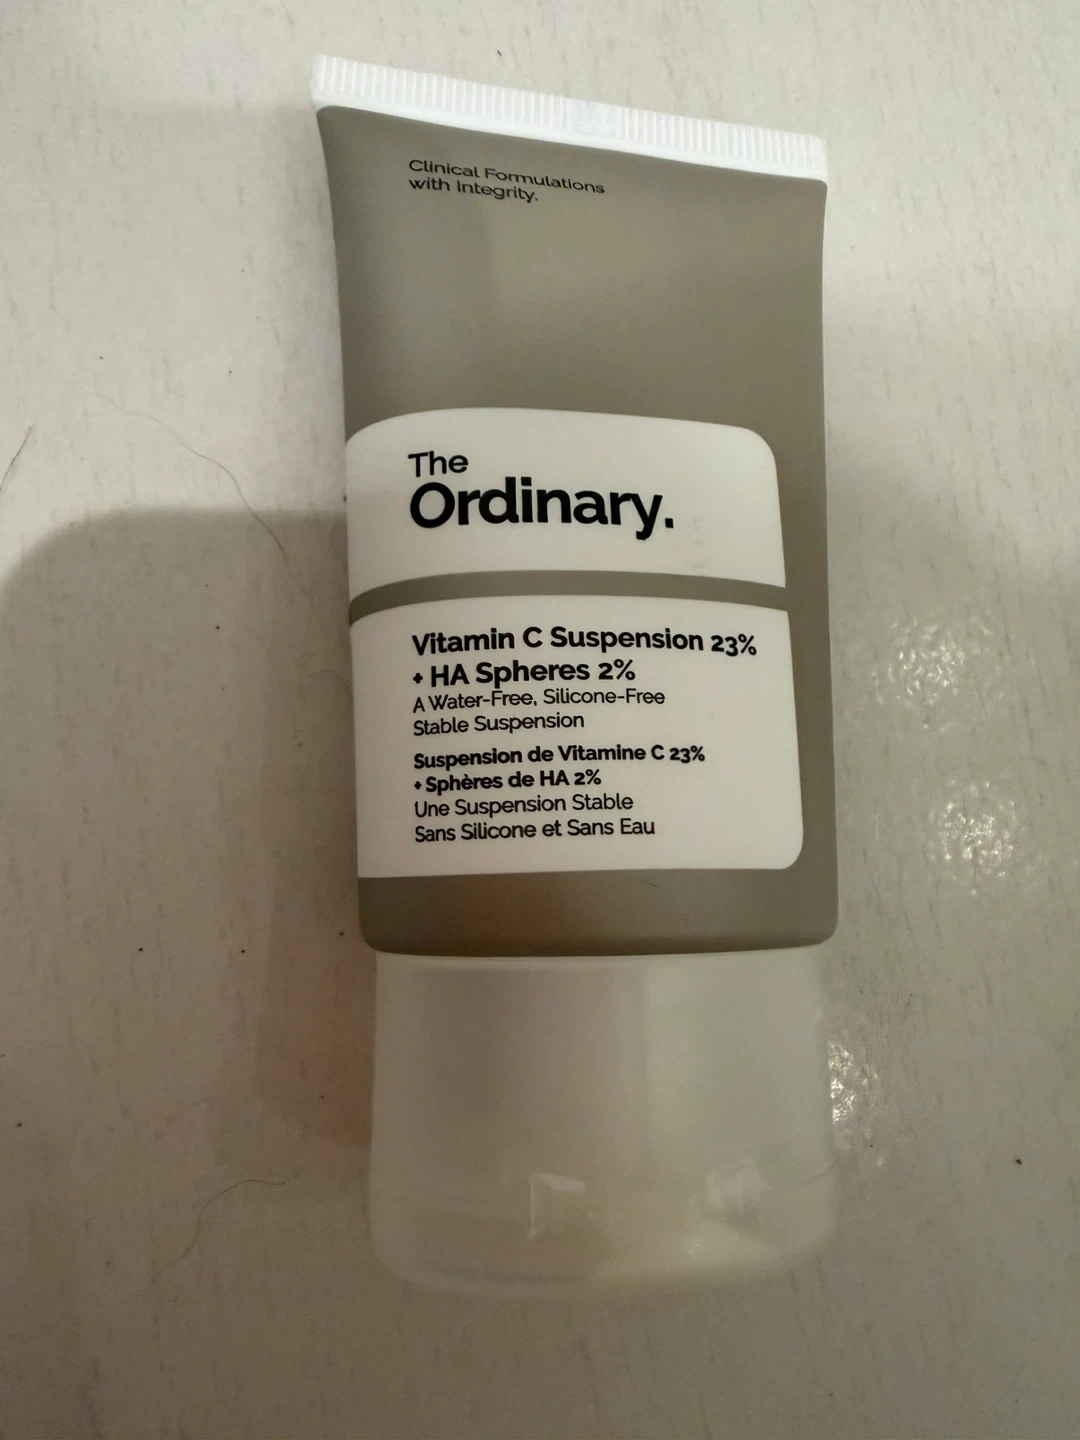 Clinical Formulations
with Integrity.
The
Ordinary.
Vitamin C Suspension 23%
+ HA Spheres 2%
A Water-Free, Silicone-Free
Stable Suspension
Suspension de Vitamine C 23%
+ Sphères de HA 2%
Une Suspension Stable
Sans Silicone et Sans Eau